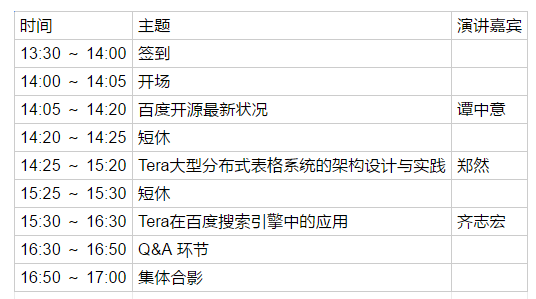 时间 主题 演讲嘉宾
13:30 ~ 14:00 签到
14:00 ~ 14:05 开场
14:05 ~ 14:20 百度开源最新状况 谭中意
14:20 ~ 14:25 短休
14:25 ~ 15:20 Tera大型分布式表格系统的架构设计与实践 郑然
15:25 ~ 15:30 短休
15:30 ~ 16:30 Tera在百度搜索引擎中的应用 齐志宏
16:30 ~ 16:50 Q&A 环节
16:50 ~ 17:00 集体合影